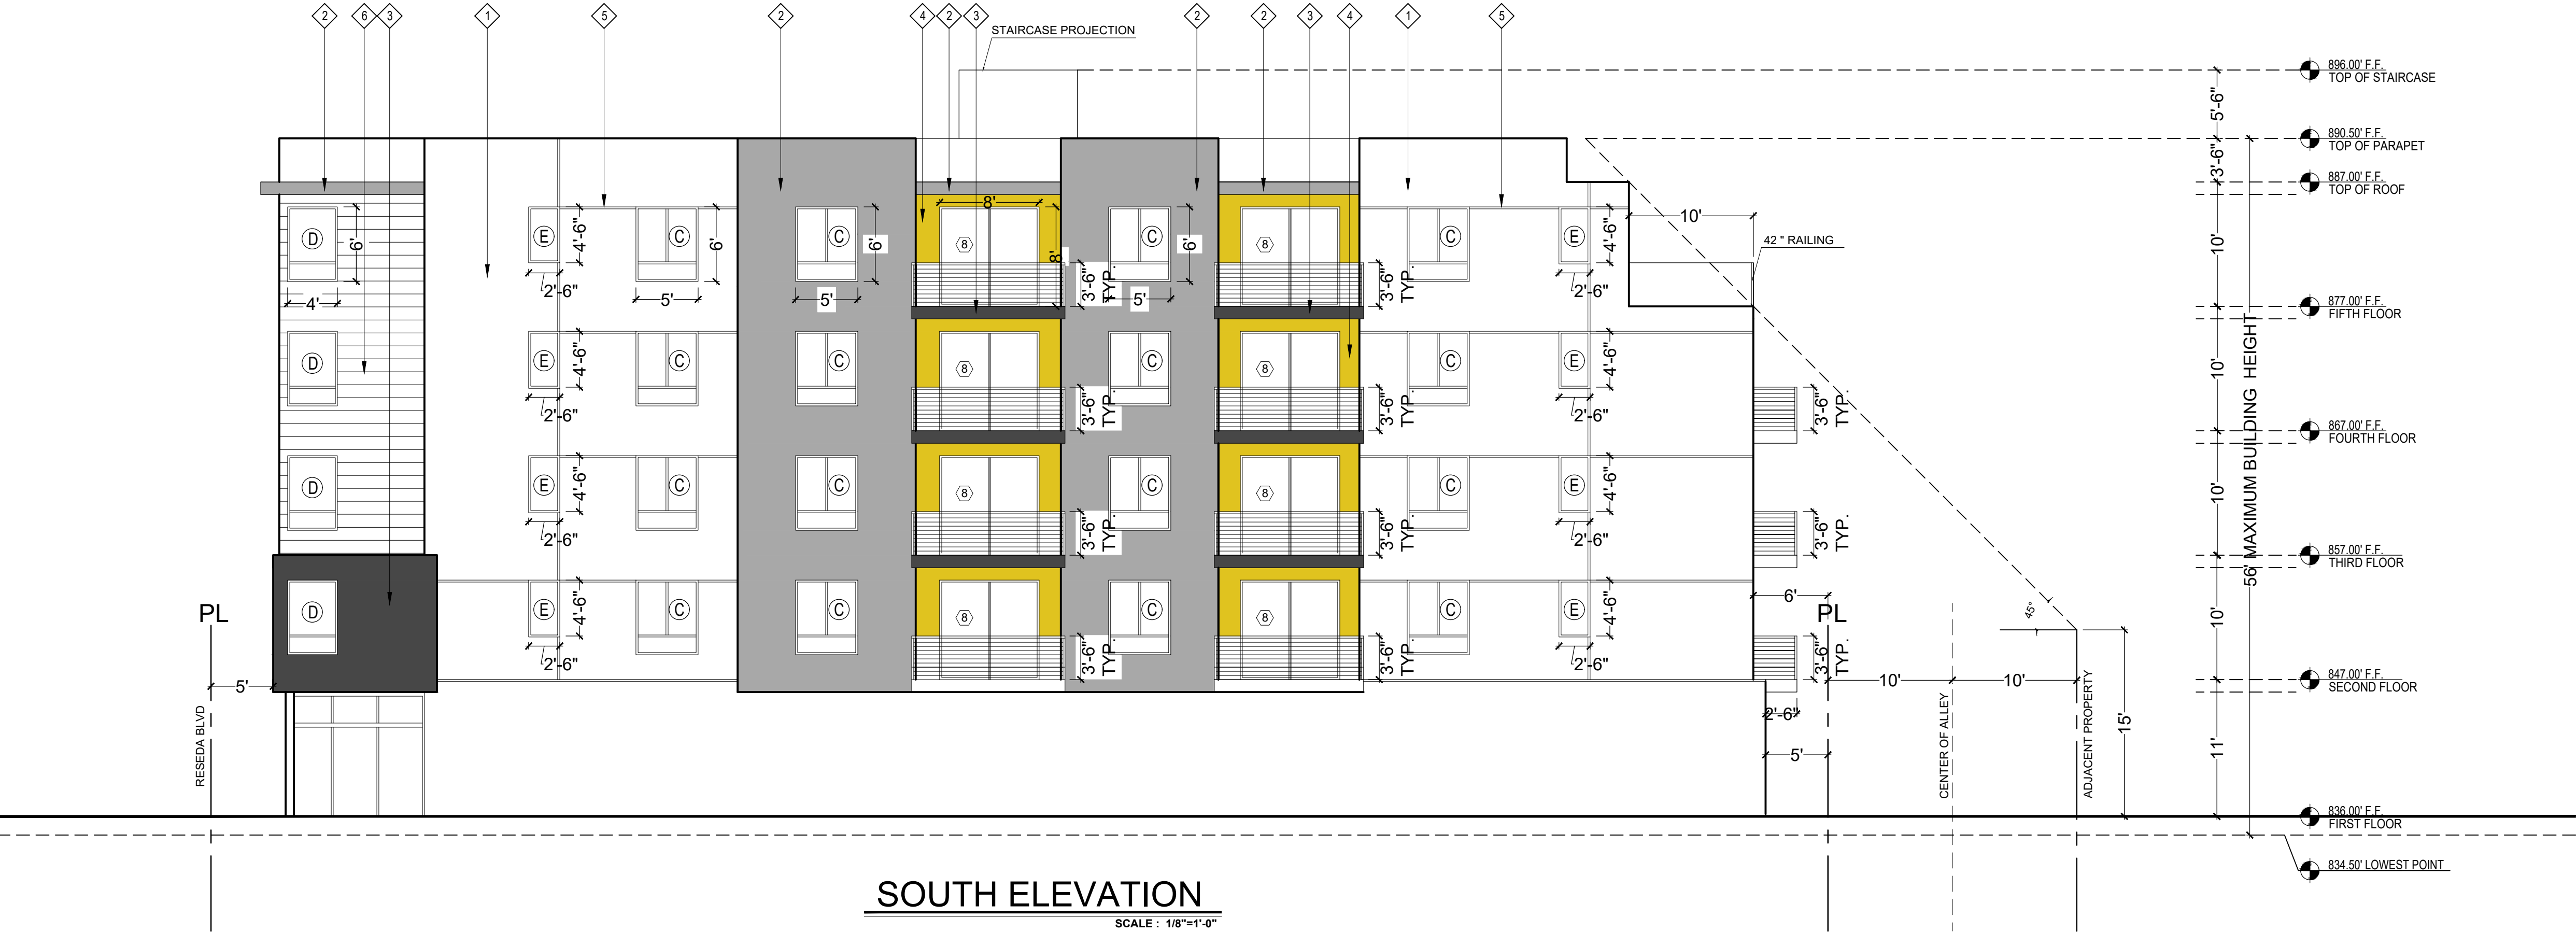 2 6 3 1 5 2 4 2 3 2 2 3 4 1 5
STAIRCASE PROJECTION
896.00' F.F.
TOP OF STAIRCASE
5'-6"
890.50' F.F.
TOP OF PARAPET
3'-6"
887.00' F.F.
TOP OF ROOF
8'
10'
D 6' E 4'-6" C 6' C 6' 8 8' C 6' 8 C E 4'-6"
42 " RAILING
10'
4' 2'-6" 5' 5' 3'-6" TYP. 5' 3'-6" TYP. 2'-6"
877.00' F.F.
FIFTH FLOOR
D E 4'-6" C C 8 C 8 C E 4'-6"
10'
2'-6" 3'-6" TYP. 3'-6" TYP. 2'-6" 3'-6" TYP.
867.00' F.F.
FOURTH FLOOR
56' MAXIMUM BUILDING HEIGHT
D E 4'-6" C C 8 C 8 C E 4'-6"
10'
2'-6" 3'-6" TYP. 3'-6" TYP. 2'-6" 3'-6" TYP.
857.00' F.F.
THIRD FLOOR
6'
PL
PL
45°
D E 4'-6" C C 8 C 8 C E 4'-6"
10'
2'-6" 3'-6" TYP. 3'-6" TYP. 2'-6" 3'-6" TYP.
847.00' F.F.
SECOND FLOOR
5'
10' 10'
2'-6"
15'
11'
5'
RESEDA BLVD
CENTER OF ALLEY
ADJACENT PROPERTY
836.00' F.F.
FIRST FLOOR
834.50' LOWEST POINT
SOUTH ELEVATION
SCALE : 1/8"=1'-0"